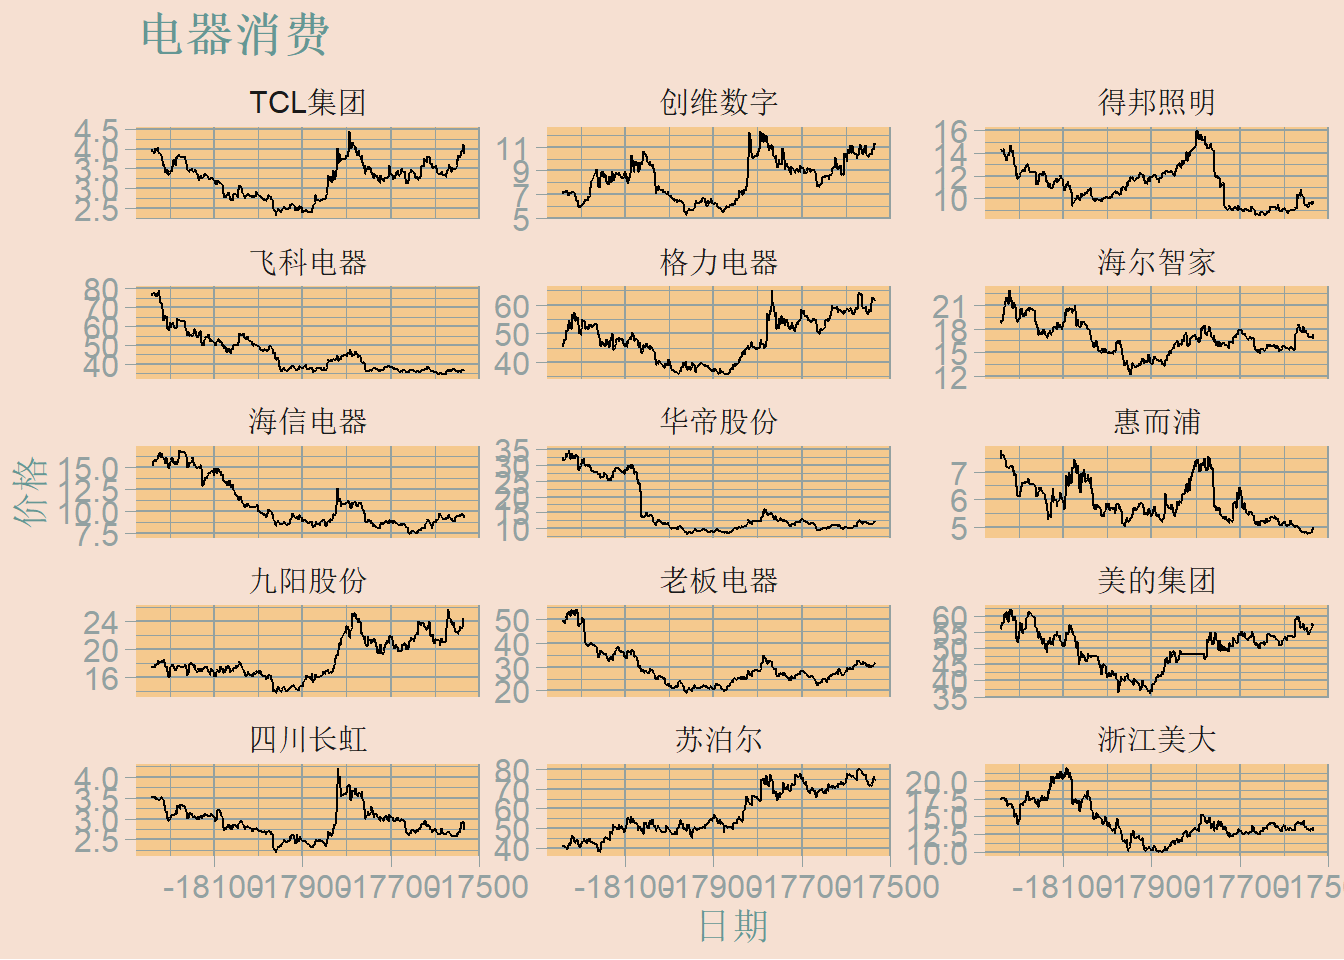 电器消费
TCL集团 创维数字 得邦照明
4.5 4.0 3.5 3.0 2.5
11 9 7 5
16 14 12 10
飞科电器 格力电器 海尔智家
80 70 60 50 40
60 50 40
21 18 15 12
海信电器 华帝股份 惠而浦
15.0 12.5 10.0 7.5
35 30 25 20 15 10
7 6 5
九阳股份 老板电器 美的集团
24 20 16
50 40 30 20
60 55 50 45 40 35
四川长虹 苏泊尔 浙江美大
4.0 3.5 3.0 2.5
80 70 60 50 40
20.0 17.5 15.0 12.5 10.0
价格
-18100 -17900 -17700 -17500 -18100 -17900 -17700 -17500 -18100 -17900 -17700 -1750
日期